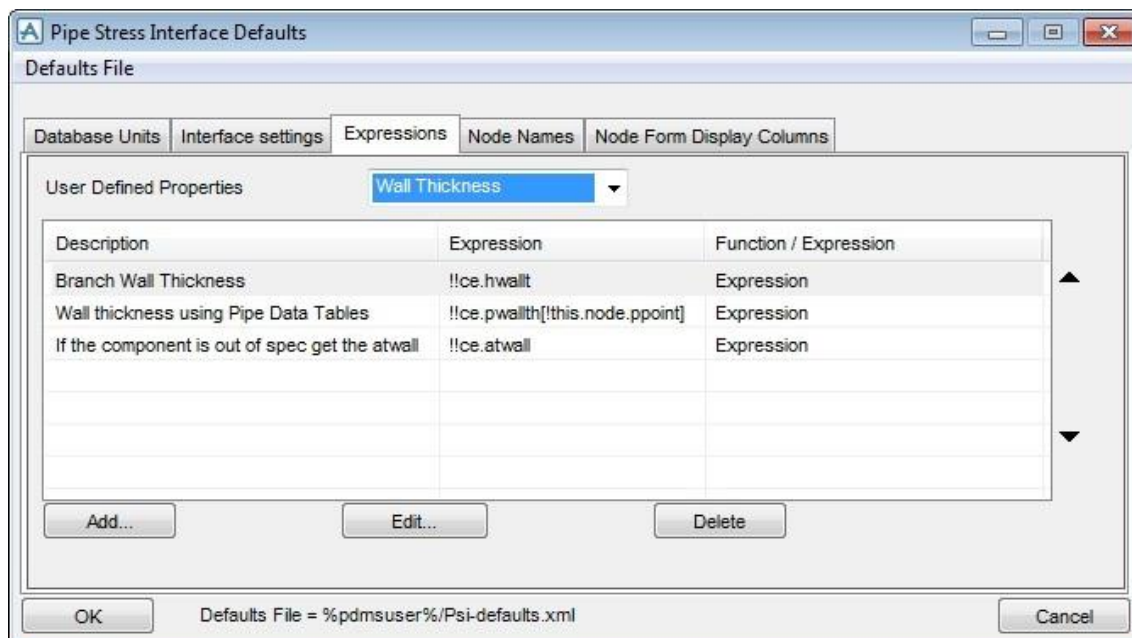 Pipe Stress Interface Defaults
Defaults File
Database Units Interface settings Expressions Node Names Node Form Display Columns
User Defined Properties Wall Thickness
Description Expression Function / Expression
Branch Wall Thickness !!ce.hwallt Expression
Wall thickness using Pipe Data Tables !!ce.pwallth[!this.node.ppoint] Expression
If the component is out of spec get the atwall !!ce.atwall Expression
Add... Edit... Delete
OK Defaults File = %pdmsuser%/Psi-defaults.xml Cancel